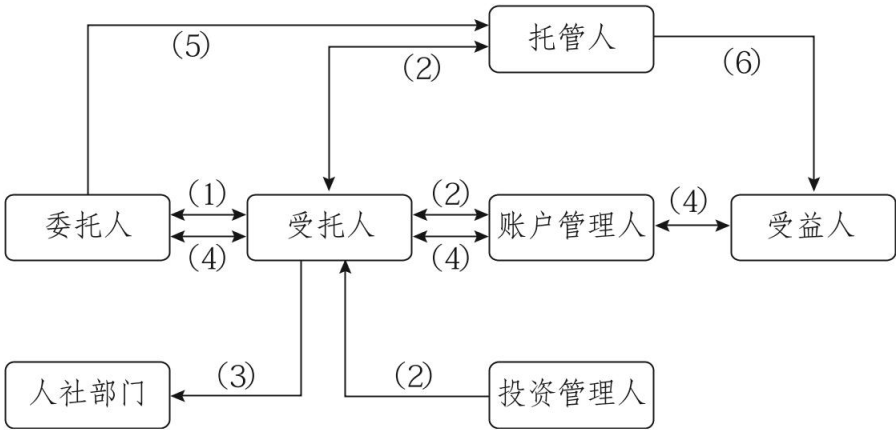 托管人
(5)
(2)
(6)
(1)
(2)
(4)
委托人
受托人
账户管理人
受益人
(4)
(4)
人社部门
(3)
(2)
投资管理人